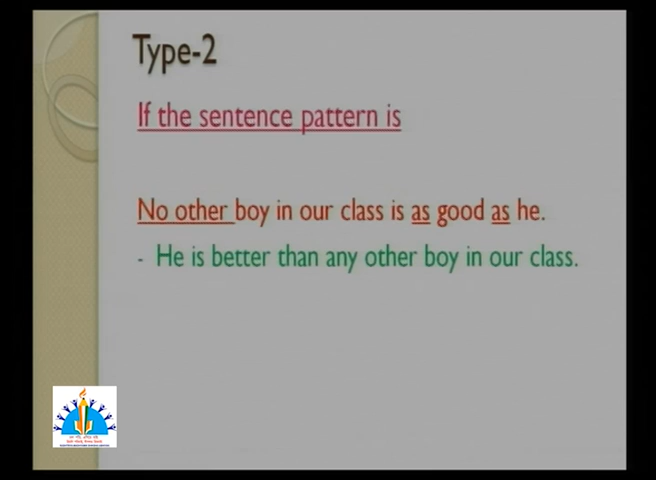 Type-2
If the sentence pattern is
No other boy in our class is as good as he.
- He is better than any other boy in our class.